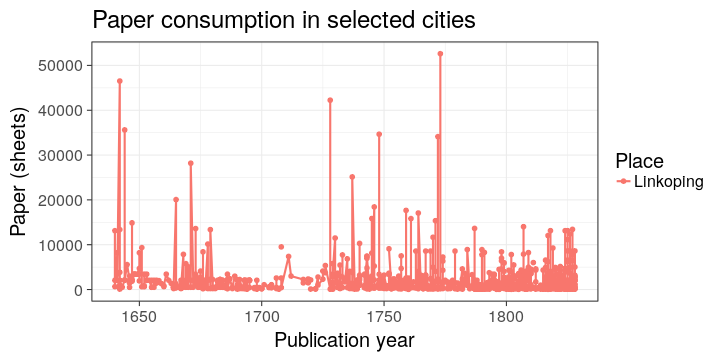 Paper consumption in selected cities
Paper (sheets)
50000
40000
30000
20000
10000
0
1650 1700 1750 1800
Publication year
Place
Linkoping